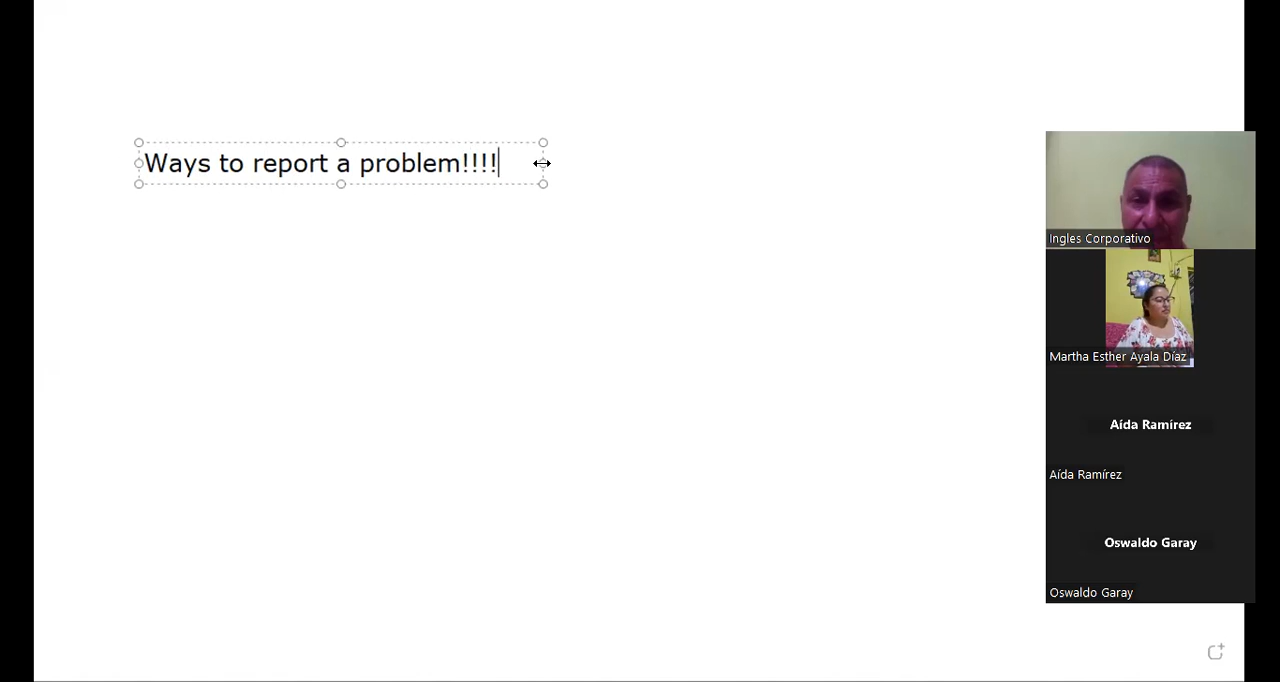 Ways to report a problem!!!!
Ingles Corporativo
Martha Esther Ayala Díaz
Aída Ramírez
Aída Ramírez
Oswaldo Garay
Oswaldo Garay